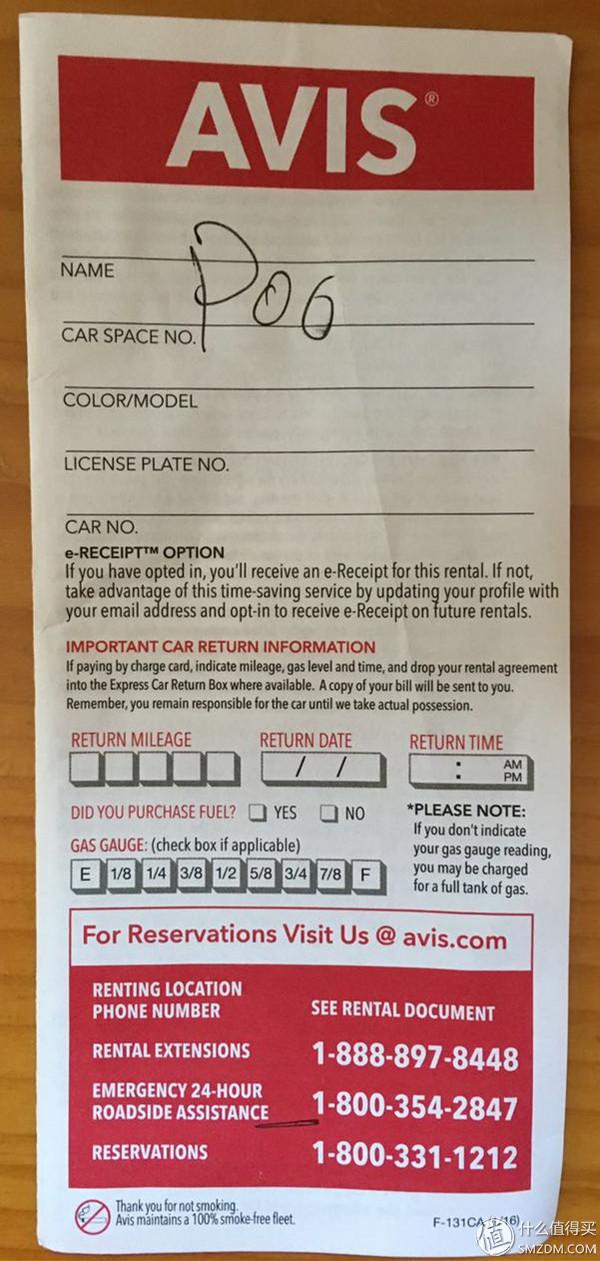 AVIS®
P06
NAME
CAR SPACE NO.
COLOR/MODEL
LICENSE PLATE NO.
CAR NO.
e-RECEIPT™ OPTION
If you have opted in, you'll receive an e-Receipt for this rental. If not,
take advantage of this time-saving service by updating your profile with
your email address and opt-in to receive e-Receipt on future rentals.
IMPORTANT CAR RETURN INFORMATION
If paying by charge card, indicate mileage, gas level and time, and drop your rental agreement
into the Express Car Return Box where available. A copy of your bill will be sent to you.
Remember, you remain responsible for the car until we take actual possession.
RETURN MILEAGE RETURN DATE RETURN TIME
/ / : AM
PM
DID YOU PURCHASE FUEL? YES NO
GAS GAUGE: (check box if applicable)
E 1/8 1/4 3/8 1/2 5/8 3/4 7/8 F
*PLEASE NOTE:
If you don't indicate
your gas gauge reading,
you may be charged
for a full tank of gas.
For Reservations Visit Us @ avis.com
RENTING LOCATION
PHONE NUMBER SEE RENTAL DOCUMENT
RENTAL EXTENSIONS 1-888-897-8448
EMERGENCY 24-HOUR
ROADSIDE ASSISTANCE 1-800-354-2847
RESERVATIONS 1-800-331-1212
Thank you for not smoking.
Avis maintains a 100% smoke-free fleet.
F-131CA
值 什么值得买
SMZDM.COM